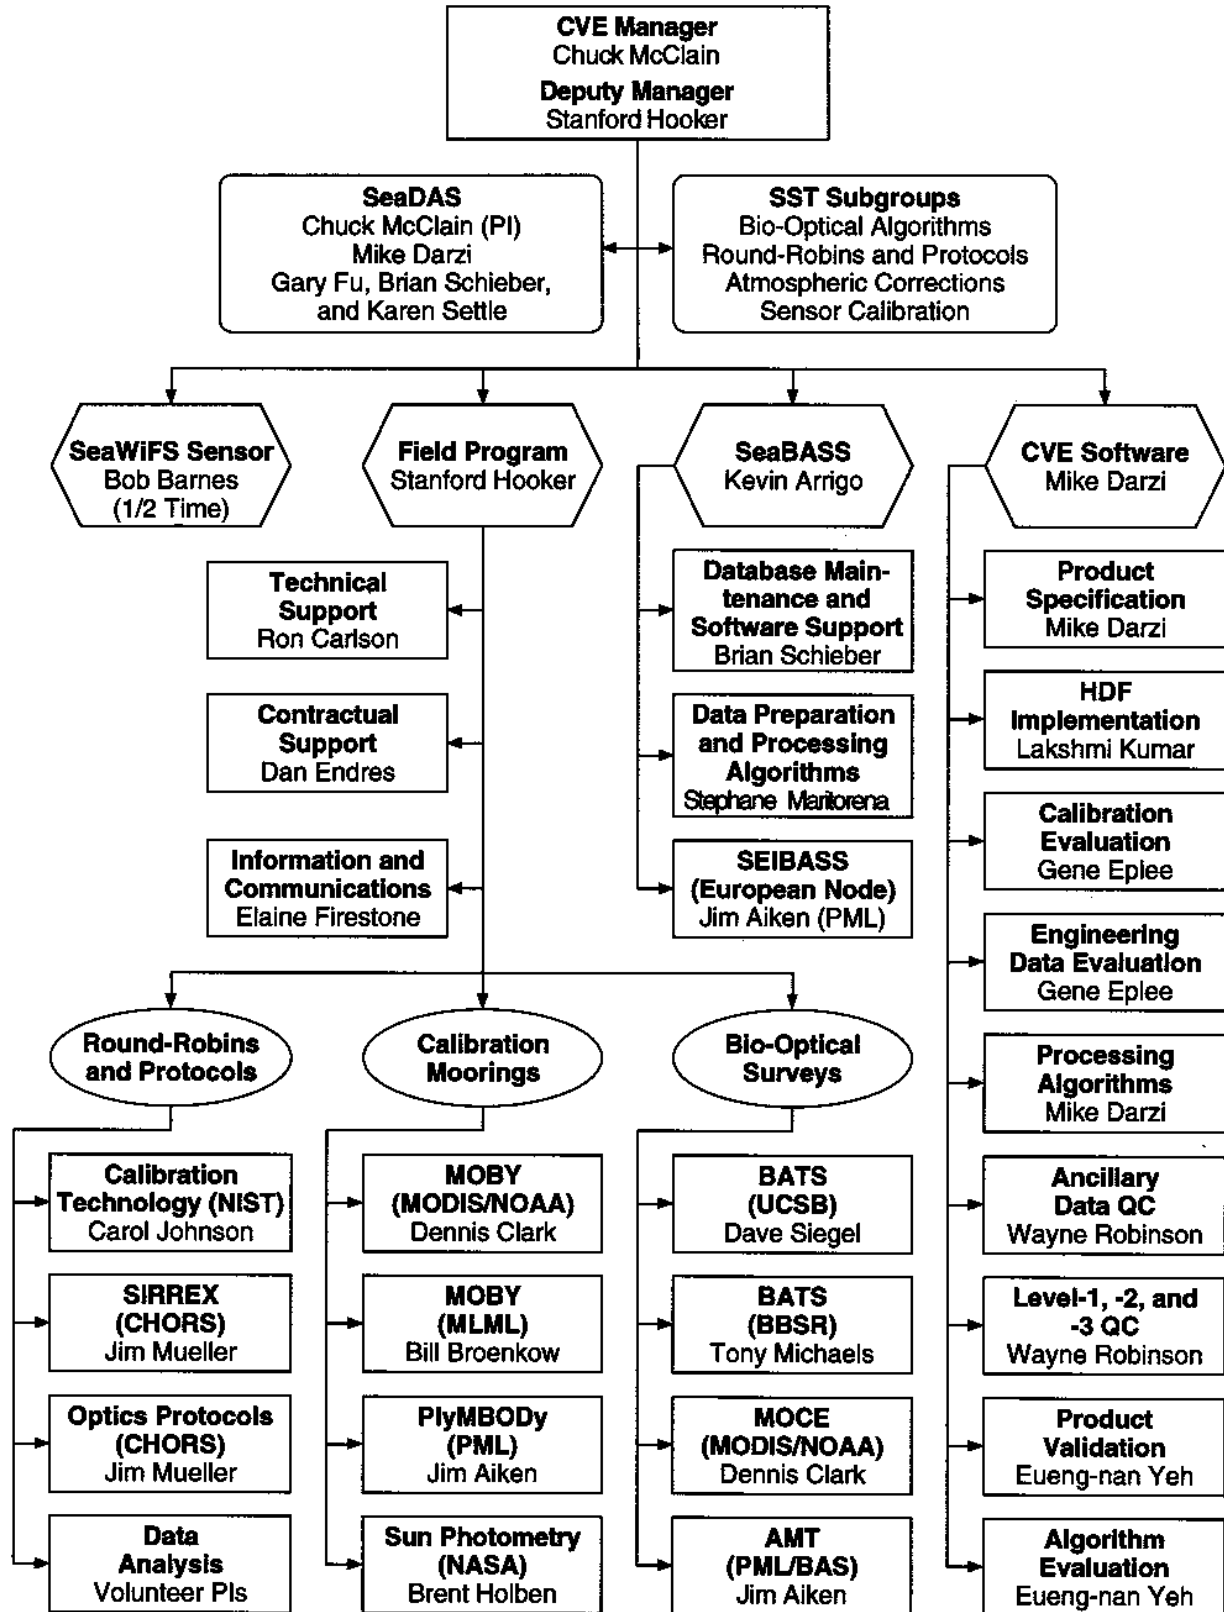 CVE Manager
Chuck McClain
Deputy Manager
Stanford Hooker
SeaDAS
Chuck McClain (PI)
Mike Darzi
Gary Fu, Brian Schieber,
and Karen Settle
SST Subgroups
Bio-Optical Algorithms
Round-Robins and Protocols
Atmospheric Corrections
Sensor Calibration
SeaWiFS Sensor
Bob Barnes
(1/2 Time)
Field Program
Stanford Hooker
SeaBASS
Kevin Arrigo
CVE Software
Mike Darzi
Technical
Support
Ron Carlson
Contractual
Support
Dan Endres
Information and
Communications
Elaine Firestone
Database Main-
tenance and
Software Support
Brian Schieber
Data Preparation
and Processing
Algorithms
Stephane Maritorena
SEIBASS
(European Node)
Jim Aiken (PML)
Product
Specification
Mike Darzi
HDF
Implementation
Lakshmi Kumar
Calibration
Evaluation
Gene Eplee
Engineering
Data Evaluation
Gene Eplee
Processing
Algorithms
Mike Darzi
Ancillary
Data QC
Wayne Robinson
Level-1, -2, and
-3 QC
Wayne Robinson
Product
Validation
Eueng-nan Yeh
Algorithm
Evaluation
Eueng-nan Yeh
Round-Robins
and Protocols
Calibration
Technology (NIST)
Carol Johnson
SIRREX
(CHORS)
Jim Mueller
Optics Protocols
(CHORS)
Jim Mueller
Data
Analysis
Volunteer PIs
Calibration
Moorings
MOBY
(MODIS/NOAA)
Dennis Clark
MOBY
(MLML)
Bill Broenkow
PlyMBODy
(PML)
Jim Aiken
Sun Photometry
(NASA)
Brent Holben
Bio-Optical
Surveys
BATS
(UCSB)
Dave Siegel
BATS
(BBSR)
Tony Michaels
MOCE
(MODIS/NOAA)
Dennis Clark
AMT
(PML/BAS)
Jim Aiken